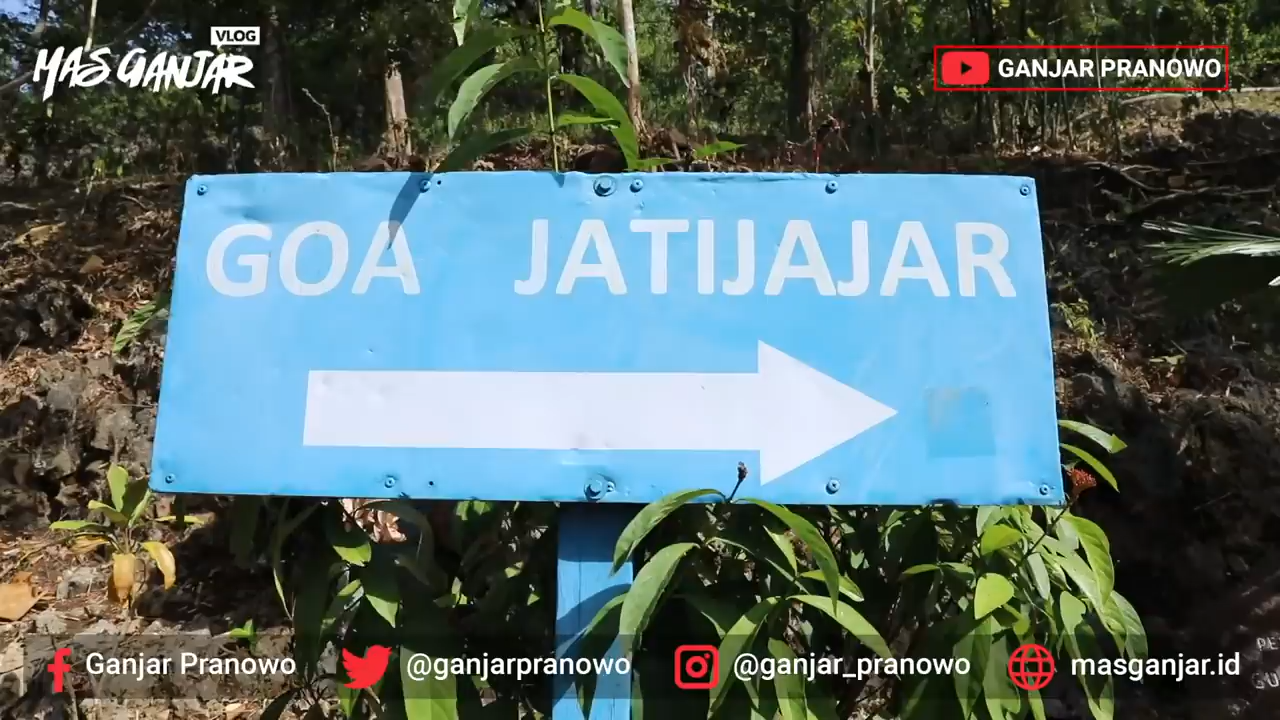 VLOG
MAS GANJAR
GANJAR PRANOWO
GOA JATIJAJAR
Ganjar Pranowo
@ganjarpranowo
@ganjar_pranowo
masganjar.id